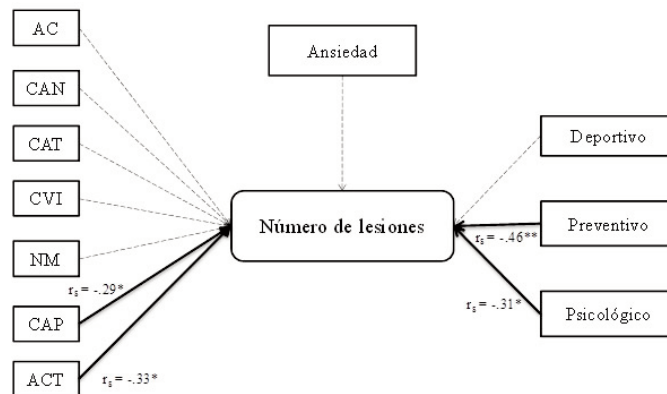 AC
CAN
CAT
CVI
NM
CAP
ACT
Ansiedad
Número de lesiones
Deportivo
Preventivo
Psicológico
rs = -.29*
rs = -.33*
rs = -.46**
rs = -.31*